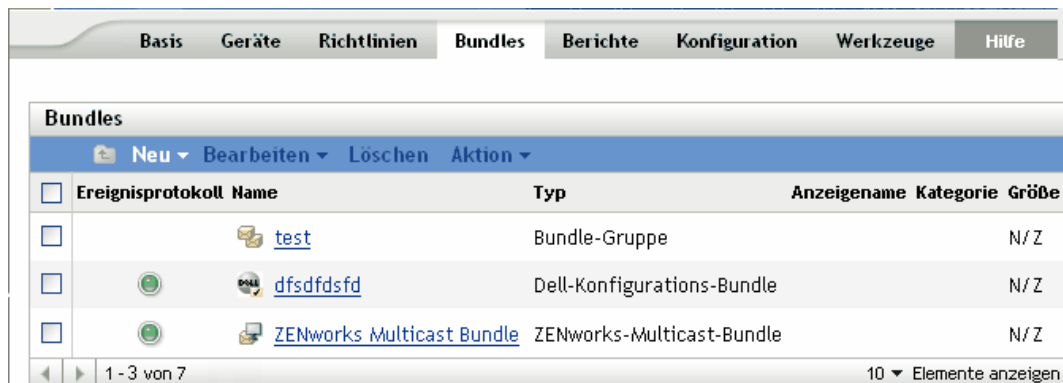 Basis Geräte Richtlinien Bundles Berichte Konfiguration Werkzeuge Hilfe
Bundles
Neu Bearbeiten Löschen Aktion
Ereignisprotokoll Name Typ Anzeigename Kategorie Größe
test Bundle-Gruppe N/Z
DELL dfsdfdsfd Dell-Konfigurations-Bundle N/Z
ZENworks Multicast Bundle ZENworks-Multicast-Bundle N/Z
1 - 3 von 7 10 Elemente anzeigen